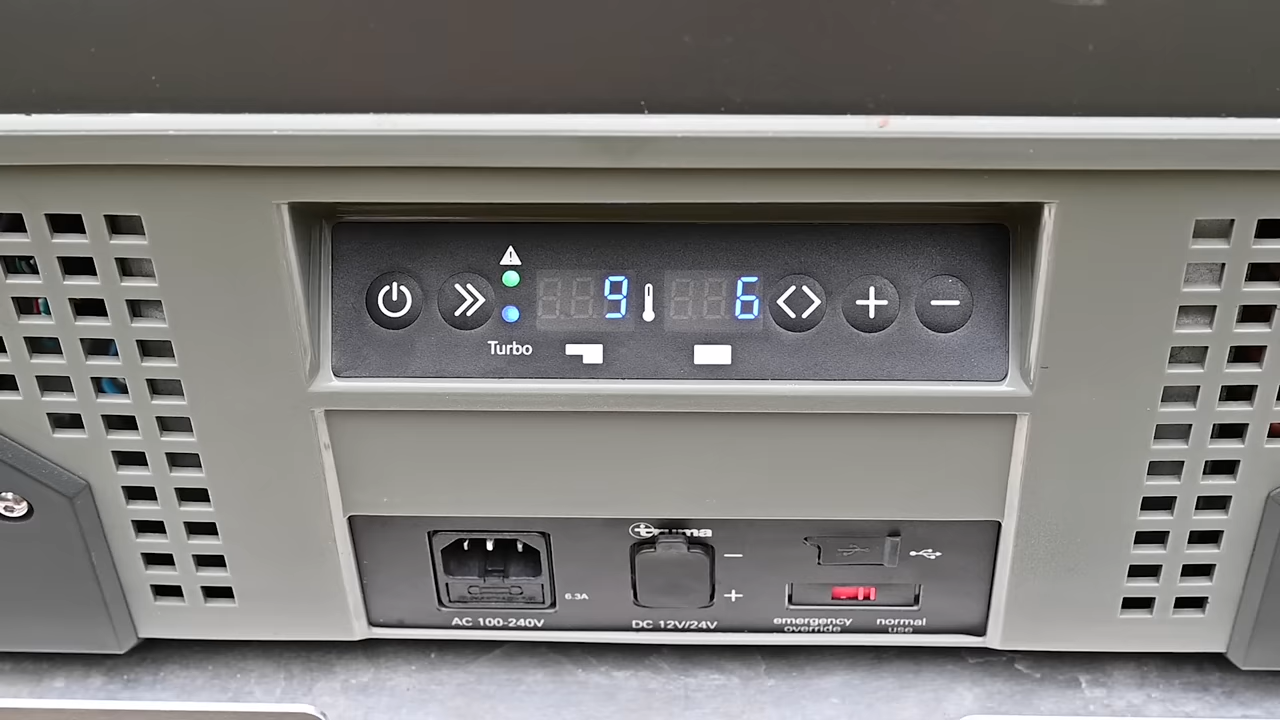 9 6
Turbo
truma
6.3A
AC 100-240V
DC 12V/24V
emergency override
normal use